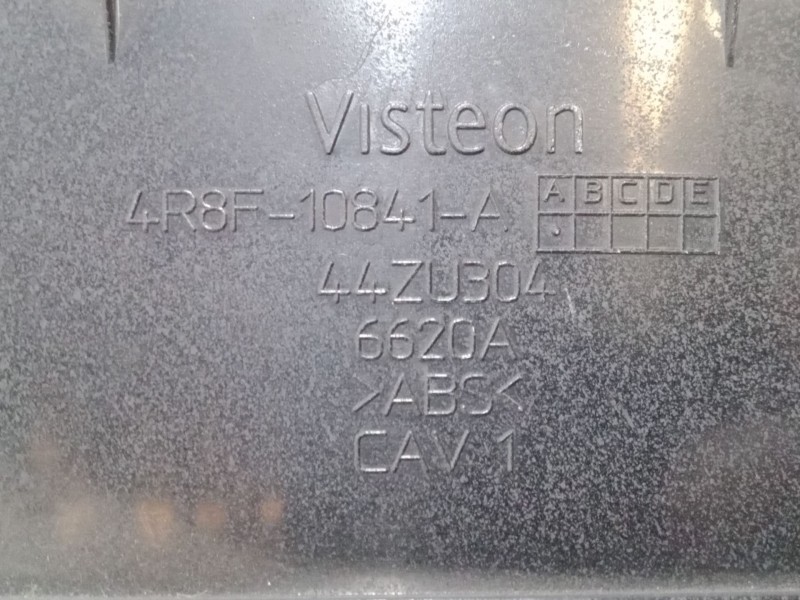 Visteon
4R8F-10841-A A B C D E
44ZU304
6620A
>ABS<
CAV 1